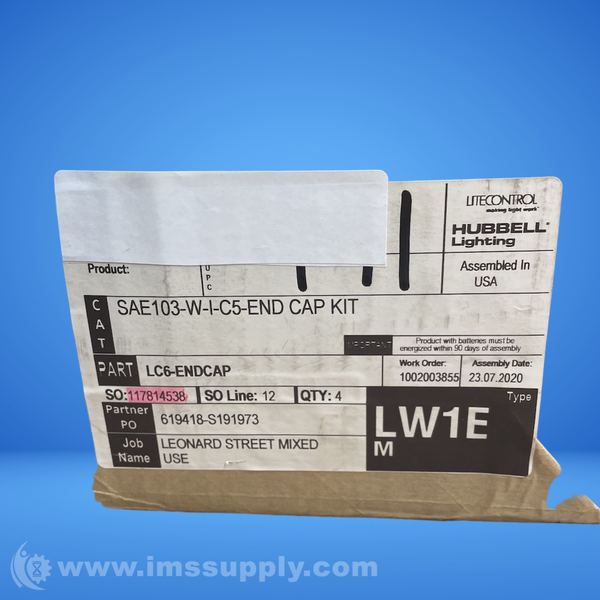 LITECONTROL
making light work
HUBBELL
Lighting
Product:
UPC
Assembled In
USA
CAT
SAE103-W-I-C5-END CAP KIT
IMPORTANT
Product with batteries must be
energized within 90 days of assembly
PART
LC6-ENDCAP
Work Order:
1002003855
Assembly Date:
23.07.2020
SO:117814538
SO Line: 12
QTY: 4
Type
LW1E
M
Partner
PO
619418-S191973
Job
Name
LEONARD STREET MIXED
USE
www.imssupply.com